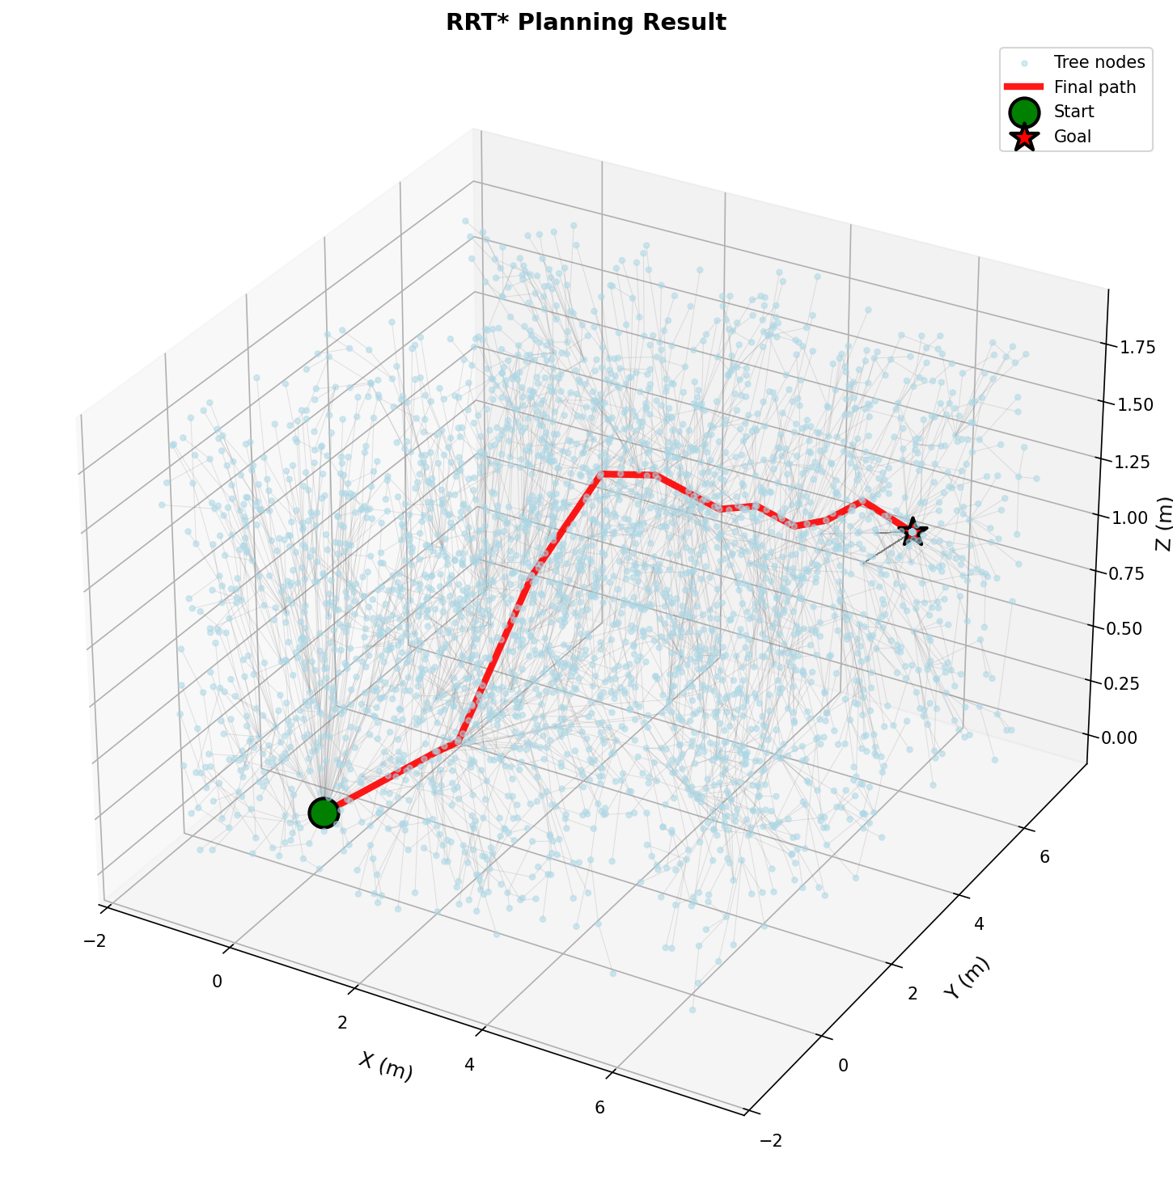 RRT* Planning Result
Tree nodes
Final path
Start
Goal
1.75
1.50
1.25
1.00
0.75
0.50
0.25
0.00
Z (m)
−2
0
2
4
6
X (m)
−2
0
2
4
6
Y (m)